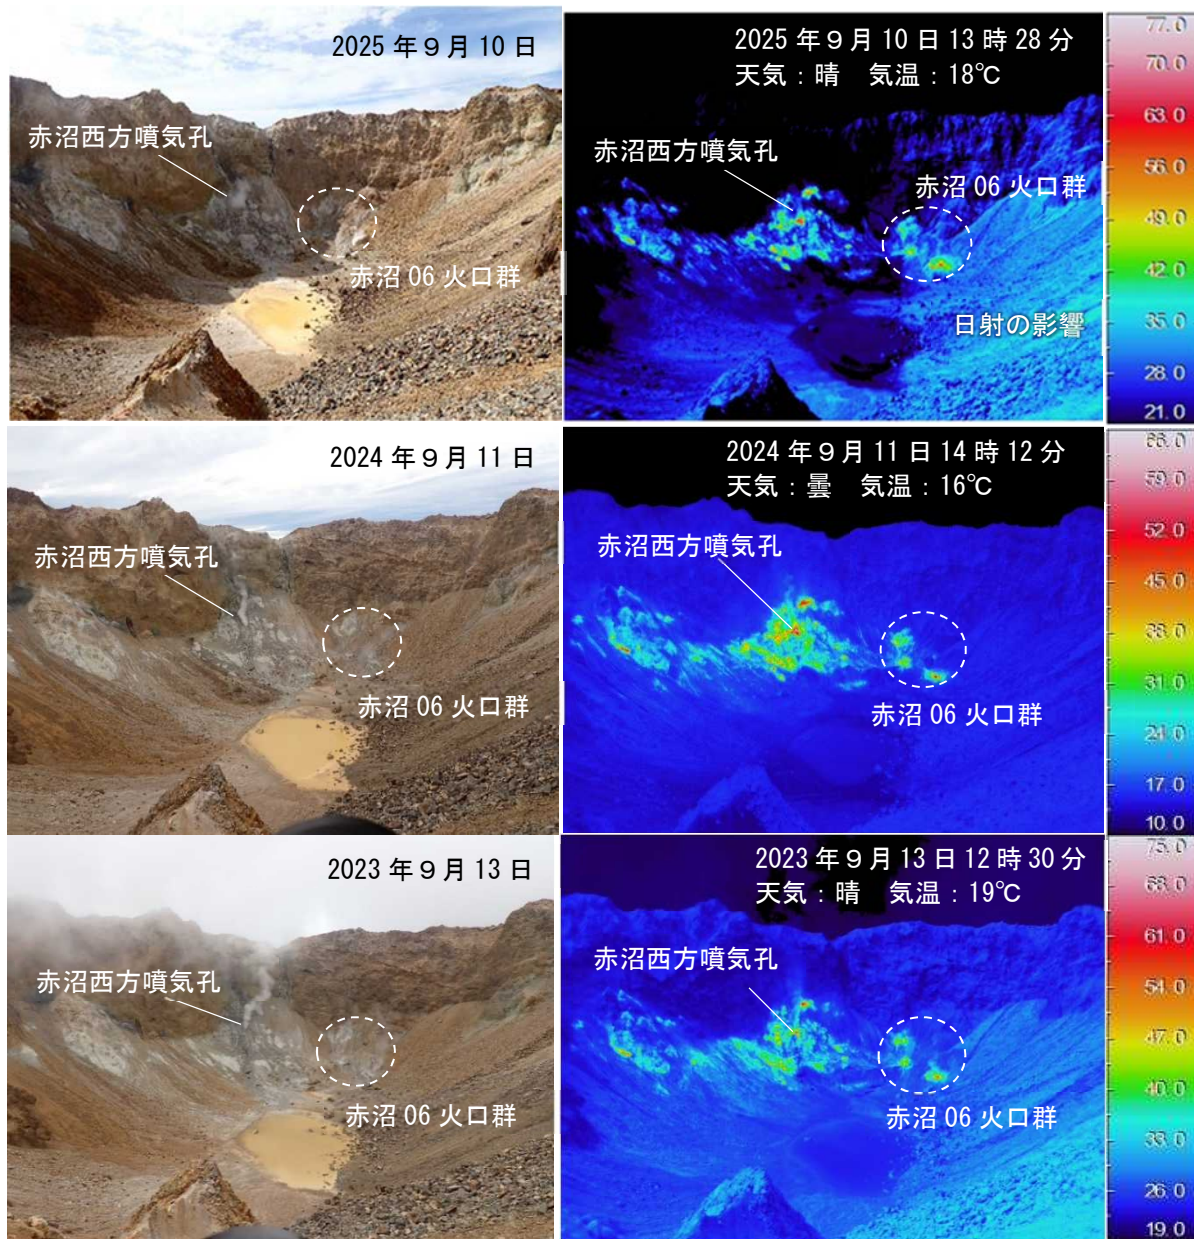 2025年９月10日
赤沼西方噴気孔
赤沼06火口群
2025年９月10日13時28分
天気：晴　気温：18℃
赤沼西方噴気孔
赤沼06火口群
日射の影響
77.0
70.0
63.0
56.0
49.0
42.0
35.0
28.0
21.0
2024年９月11日
赤沼西方噴気孔
赤沼06火口群
2024年９月11日14時12分
天気：曇　気温：16℃
赤沼西方噴気孔
赤沼06火口群
66.0
59.0
52.0
45.0
38.0
31.0
24.0
17.0
10.0
2023年９月13日
赤沼西方噴気孔
赤沼06火口群
2023年９月13日12時30分
天気：晴　気温：19℃
赤沼西方噴気孔
赤沼06火口群
75.0
68.0
61.0
54.0
47.0
40.0
33.0
26.0
19.0